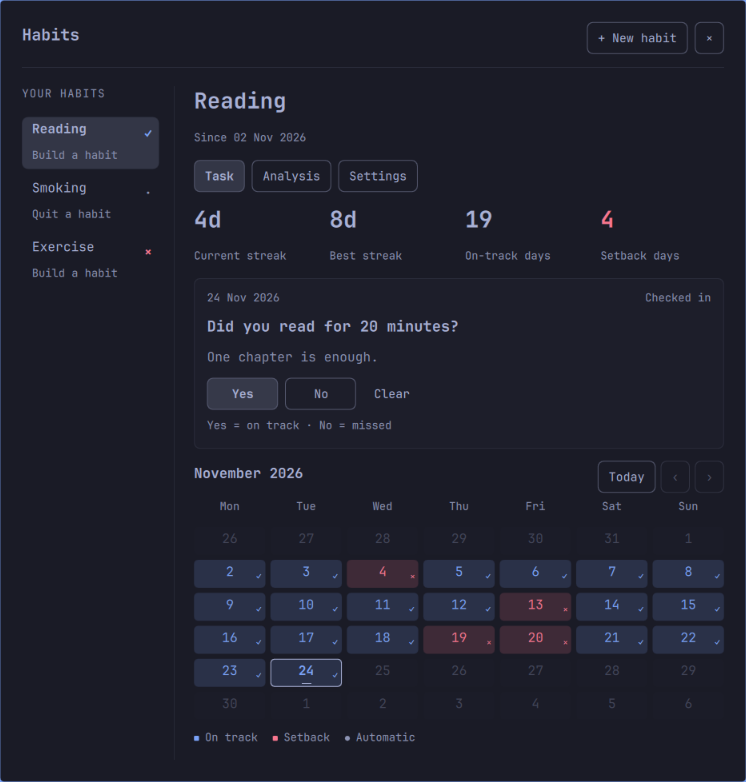 Habits
+ New habit ×
YOUR HABITS
Reading ✓
Build a habit
Smoking .
Quit a habit
Exercise ×
Build a habit
Reading
Since 02 Nov 2026
Task Analysis Settings
4d 8d 19 4
Current streak Best streak On-track days Setback days
24 Nov 2026 Checked in
Did you read for 20 minutes?
One chapter is enough.
Yes No Clear
Yes = on track · No = missed
November 2026 Today ‹ ›
Mon Tue Wed Thu Fri Sat Sun
26 27 28 29 30 31 1
2 ✓ 3 ✓ 4 × 5 ✓ 6 ✓ 7 ✓ 8 ✓
9 ✓ 10 ✓ 11 ✓ 12 ✓ 13 × 14 ✓ 15 ✓
16 ✓ 17 ✓ 18 ✓ 19 × 20 × 21 ✓ 22 ✓
23 ✓ 24 ✓ 25 26 27 28 29
30 1 2 3 4 5 6
On track Setback Automatic